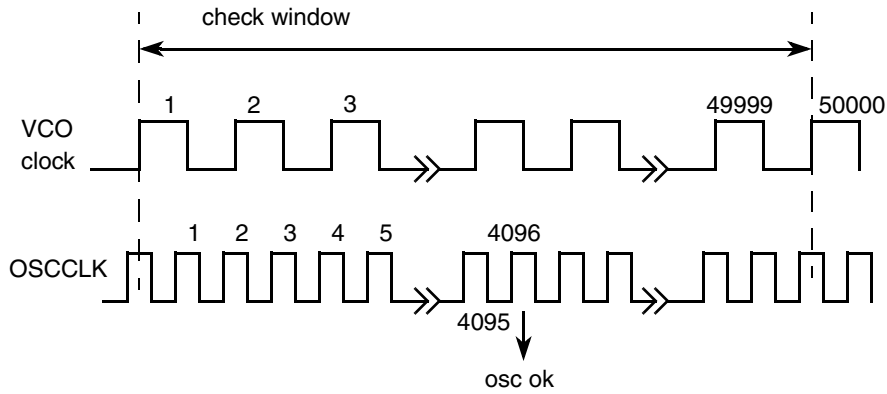 check window
1 2 3 49999 50000
VCO
clock
1 2 3 4 5 4096
OSCCLK
4095
osc ok